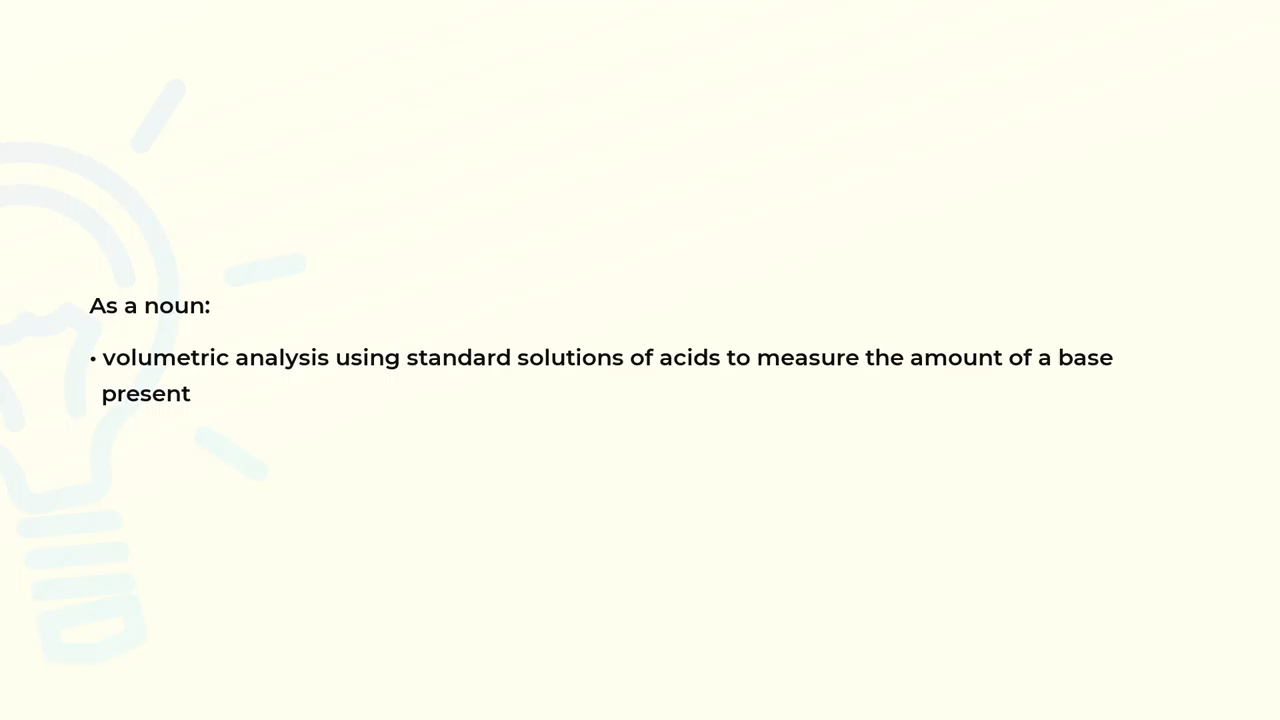 As a noun:
• volumetric analysis using standard solutions of acids to measure the amount of a base
present